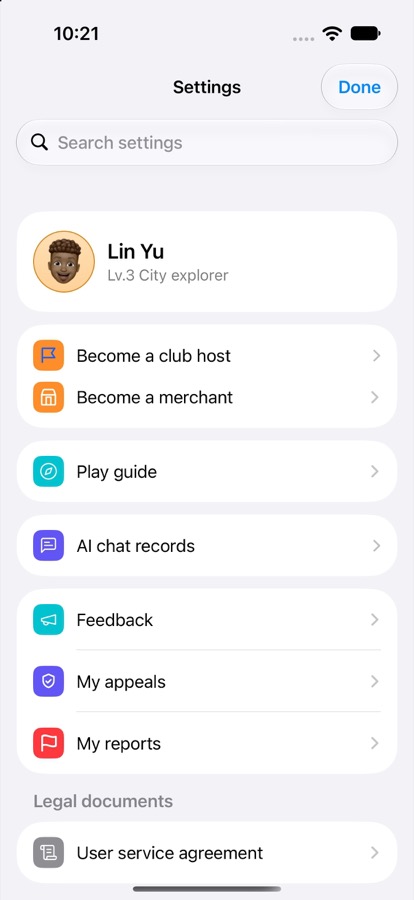 10:21
Settings
Done
Search settings
Lin Yu
Lv.3 City explorer
Become a club host
Become a merchant
Play guide
AI chat records
Feedback
My appeals
My reports
Legal documents
User service agreement